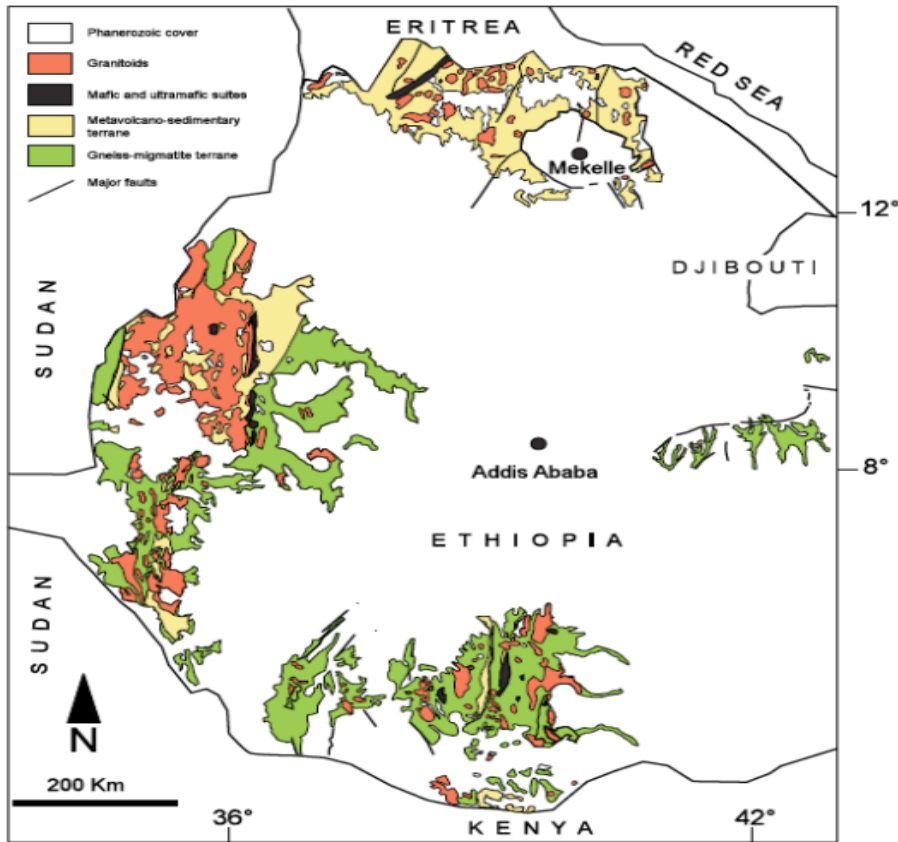 ERITREA
RED SEA
Phanerozoic cover
Granitoids
Mafic and ultramafic suites
Metavolcano-sedimentary
terrane
Gneiss-migmatite terrane
Major faults
Mekelle
12°
DJIBOUTI
SUDAN
Addis Ababa
8°
ETHIOPIA
SUDAN
N
200 Km
36°
KENYA
42°